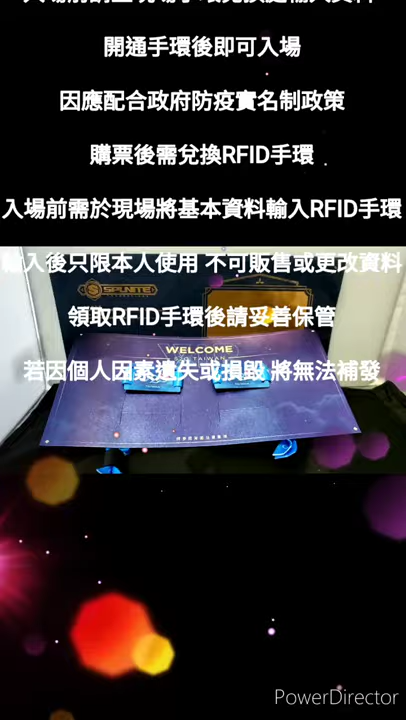 開通手環後即可入場
因應配合政府防疫實名制政策
購票後需兌換RFID手環
入場前需於現場將基本資料輸入RFID手環
輸入後只限本人使用 不可販售或更改資料
SPUNITE
領取RFID手環後請妥善保管
WELCOME
TAIWAN
若因個人因素遺失或損毀 將無法補發
PowerDirector